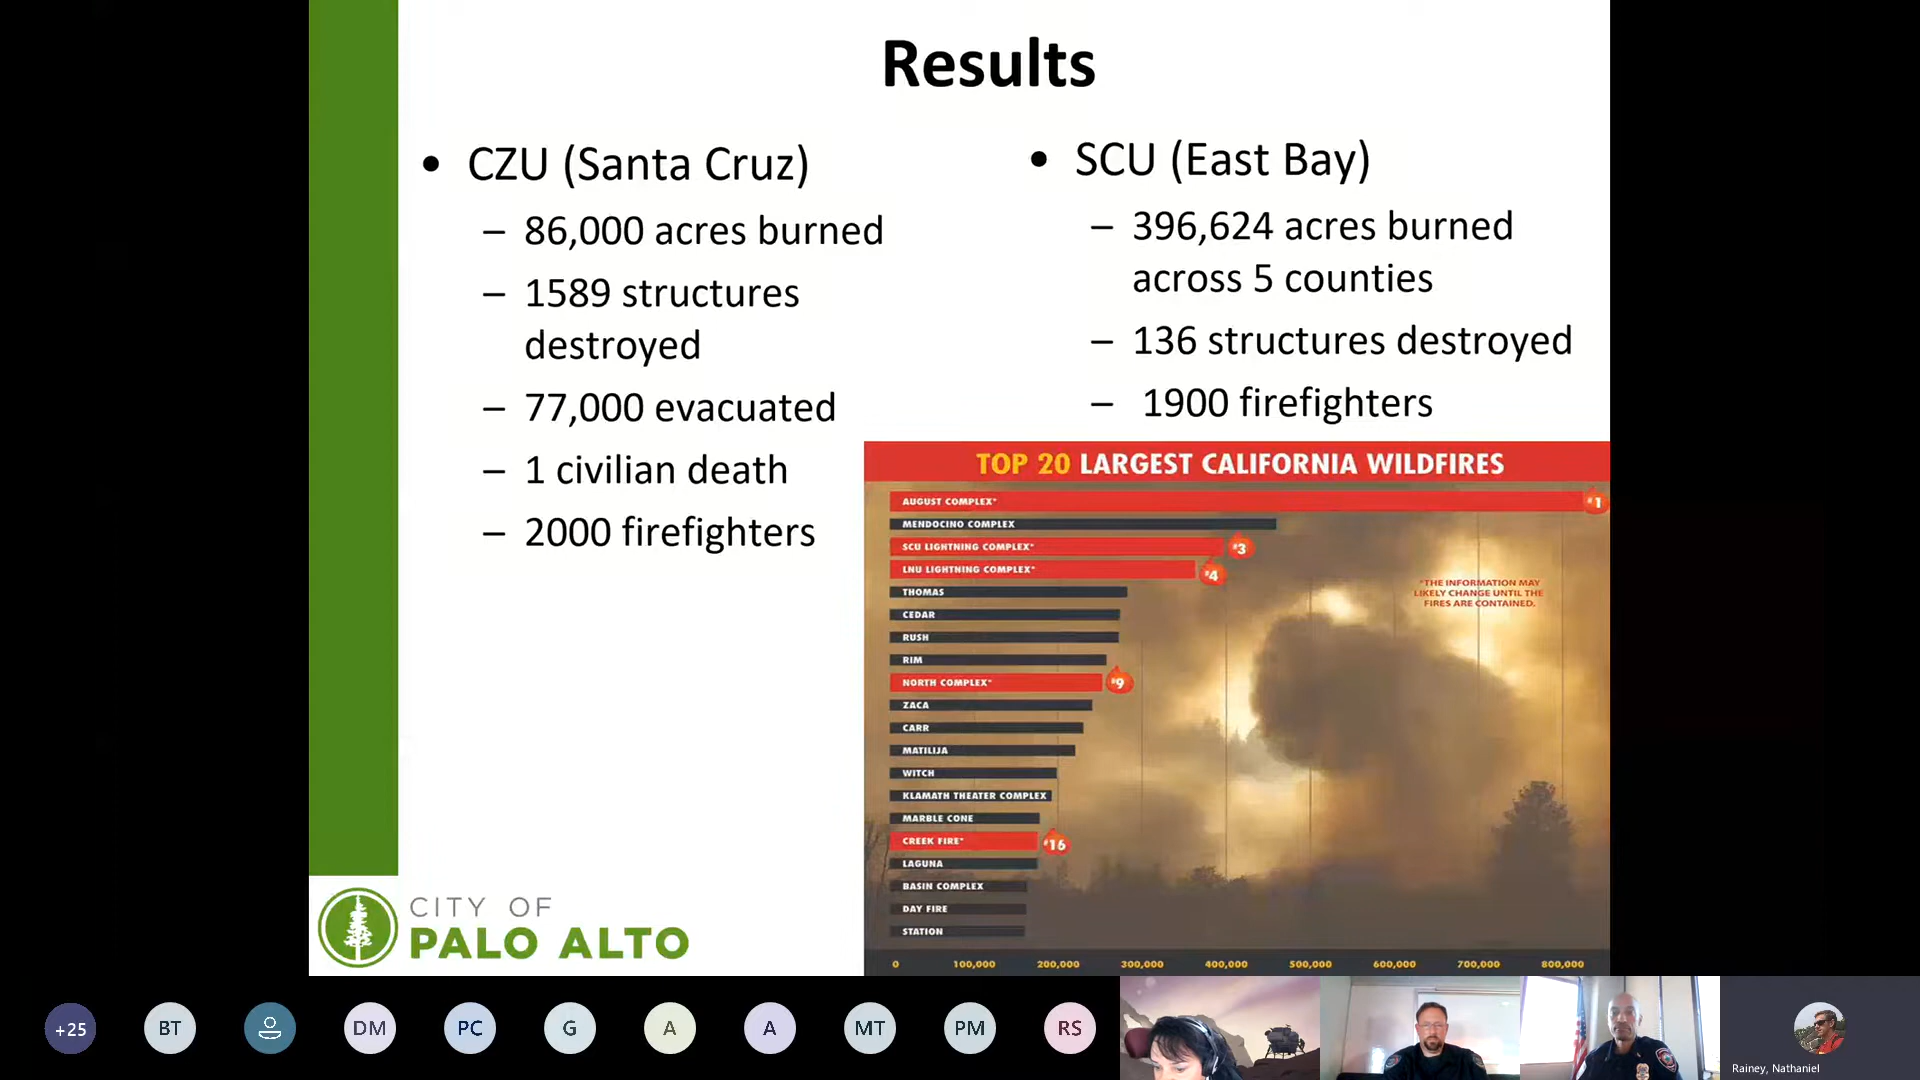 Results
• CZU (Santa Cruz)
– 86,000 acres burned
– 1589 structures
destroyed
– 77,000 evacuated
– 1 civilian death
– 2000 firefighters
• SCU (East Bay)
– 396,624 acres burned
across 5 counties
– 136 structures destroyed
– 1900 firefighters
TOP 20 LARGEST CALIFORNIA WILDFIRES
AUGUST COMPLEX* #1
MENDOCINO COMPLEX
SCU LIGHTNING COMPLEX* #3
LNU LIGHTNING COMPLEX* #4
THOMAS
CEDAR
RUSH
RIM
NORTH COMPLEX* #9
ZACA
CARR
MATILIJA
WITCH
KLAMATH THEATER COMPLEX
MARBLE CONE
CREEK FIRE* #16
LAGUNA
BASIN COMPLEX
DAY FIRE
STATION
*THE INFORMATION MAY
LIKELY CHANGE UNTIL THE
FIRES ARE CONTAINED.
0 100,000 200,000 300,000 400,000 500,000 600,000 700,000 800,000
CITY OF
PALO ALTO
+25 BT DM PC G A A MT PM RS
Rainey, Nathaniel